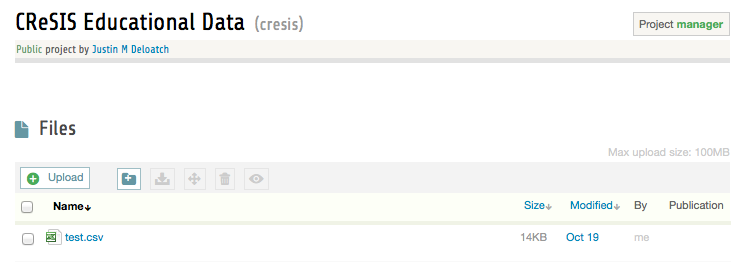 CReSIS Educational Data (cresis)
Project manager
Public project by Justin M Deloatch
Files
Max upload size: 100MB
Upload
Name Size Modified By Publication
test.csv 14KB Oct 19 me